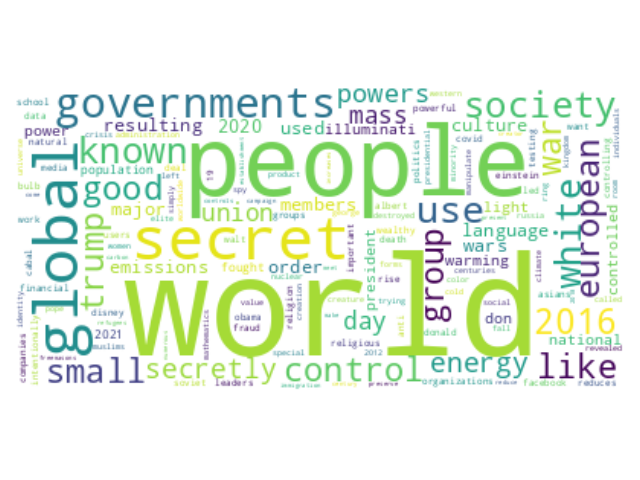 school
governments
powers
western
society
data
mass
powerful
power
resulting
2020
used
illuminati
culture
covid
want
natural
crisis
administration
known
people
war
individuals
media
population
left
good
politics
presidential
minority
manipulate
einstein
testing
kingdom
controlling
room
global
bulb
simply
spy
product
led
ring
white
european
controlled
major
union
members
use
light
work
elite
groups
george
albert
destroyed
russia
called
trump
women
secret
walt
important
president
death
group
language
wealthy
wars
cabal
emissions
fought
order
rise
warming
climate
asians
financial
nuclear
centuries
world
companies
identity
pope
disney
value
religion
creation
creature
trying
color
cold
social
2016
obama
day
anti
donald
don
fall
national
2021
muslims
fraud
mathematics
religious
revealed
intentionally
freemasons
special
2012
forms
small
secretly
control
energy
like
soviet
leaders
immigration
organizations
reduce
facebook
reduces